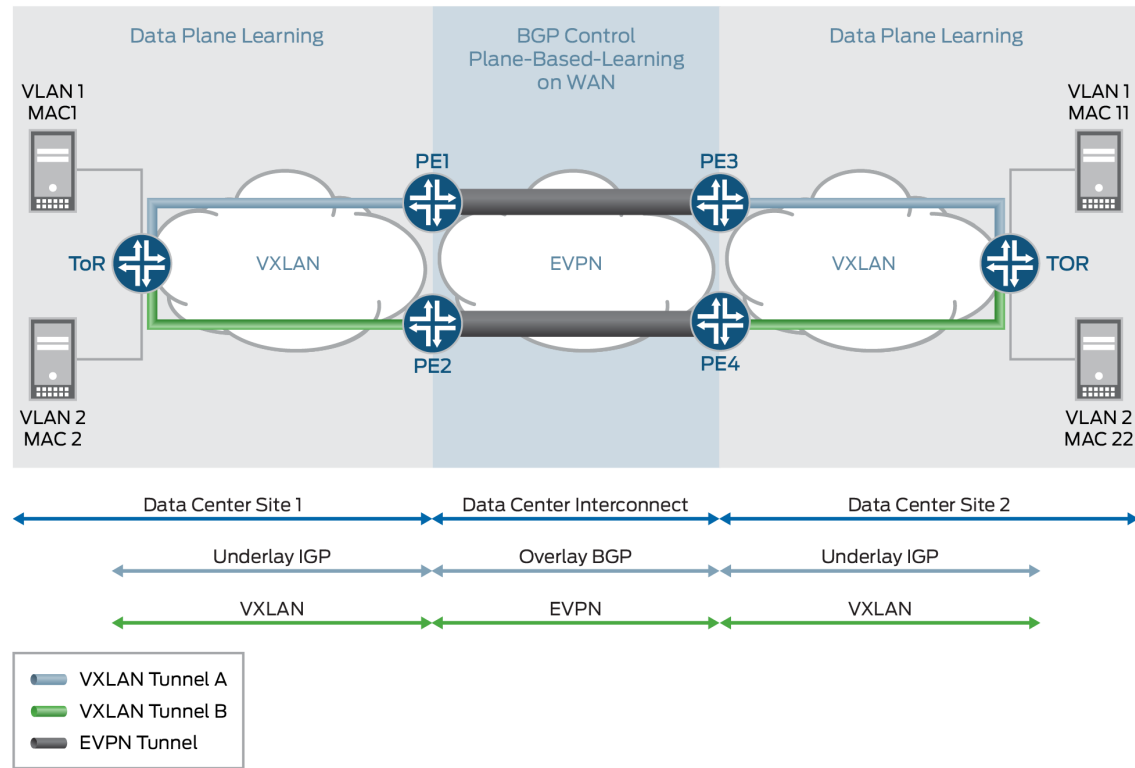 Data Plane Learning
BGP Control
Plane-Based-Learning
on WAN
Data Plane Learning
VLAN 1
MAC1
VLAN 1
MAC 11
PE1
PE3
ToR
VXLAN
EVPN
VXLAN
TOR
PE2
PE4
VLAN 2
MAC 2
VLAN 2
MAC 22
Data Center Site 1
Data Center Interconnect
Data Center Site 2
Underlay IGP
Overlay BGP
Underlay IGP
VXLAN
EVPN
VXLAN
VXLAN Tunnel A
VXLAN Tunnel B
EVPN Tunnel